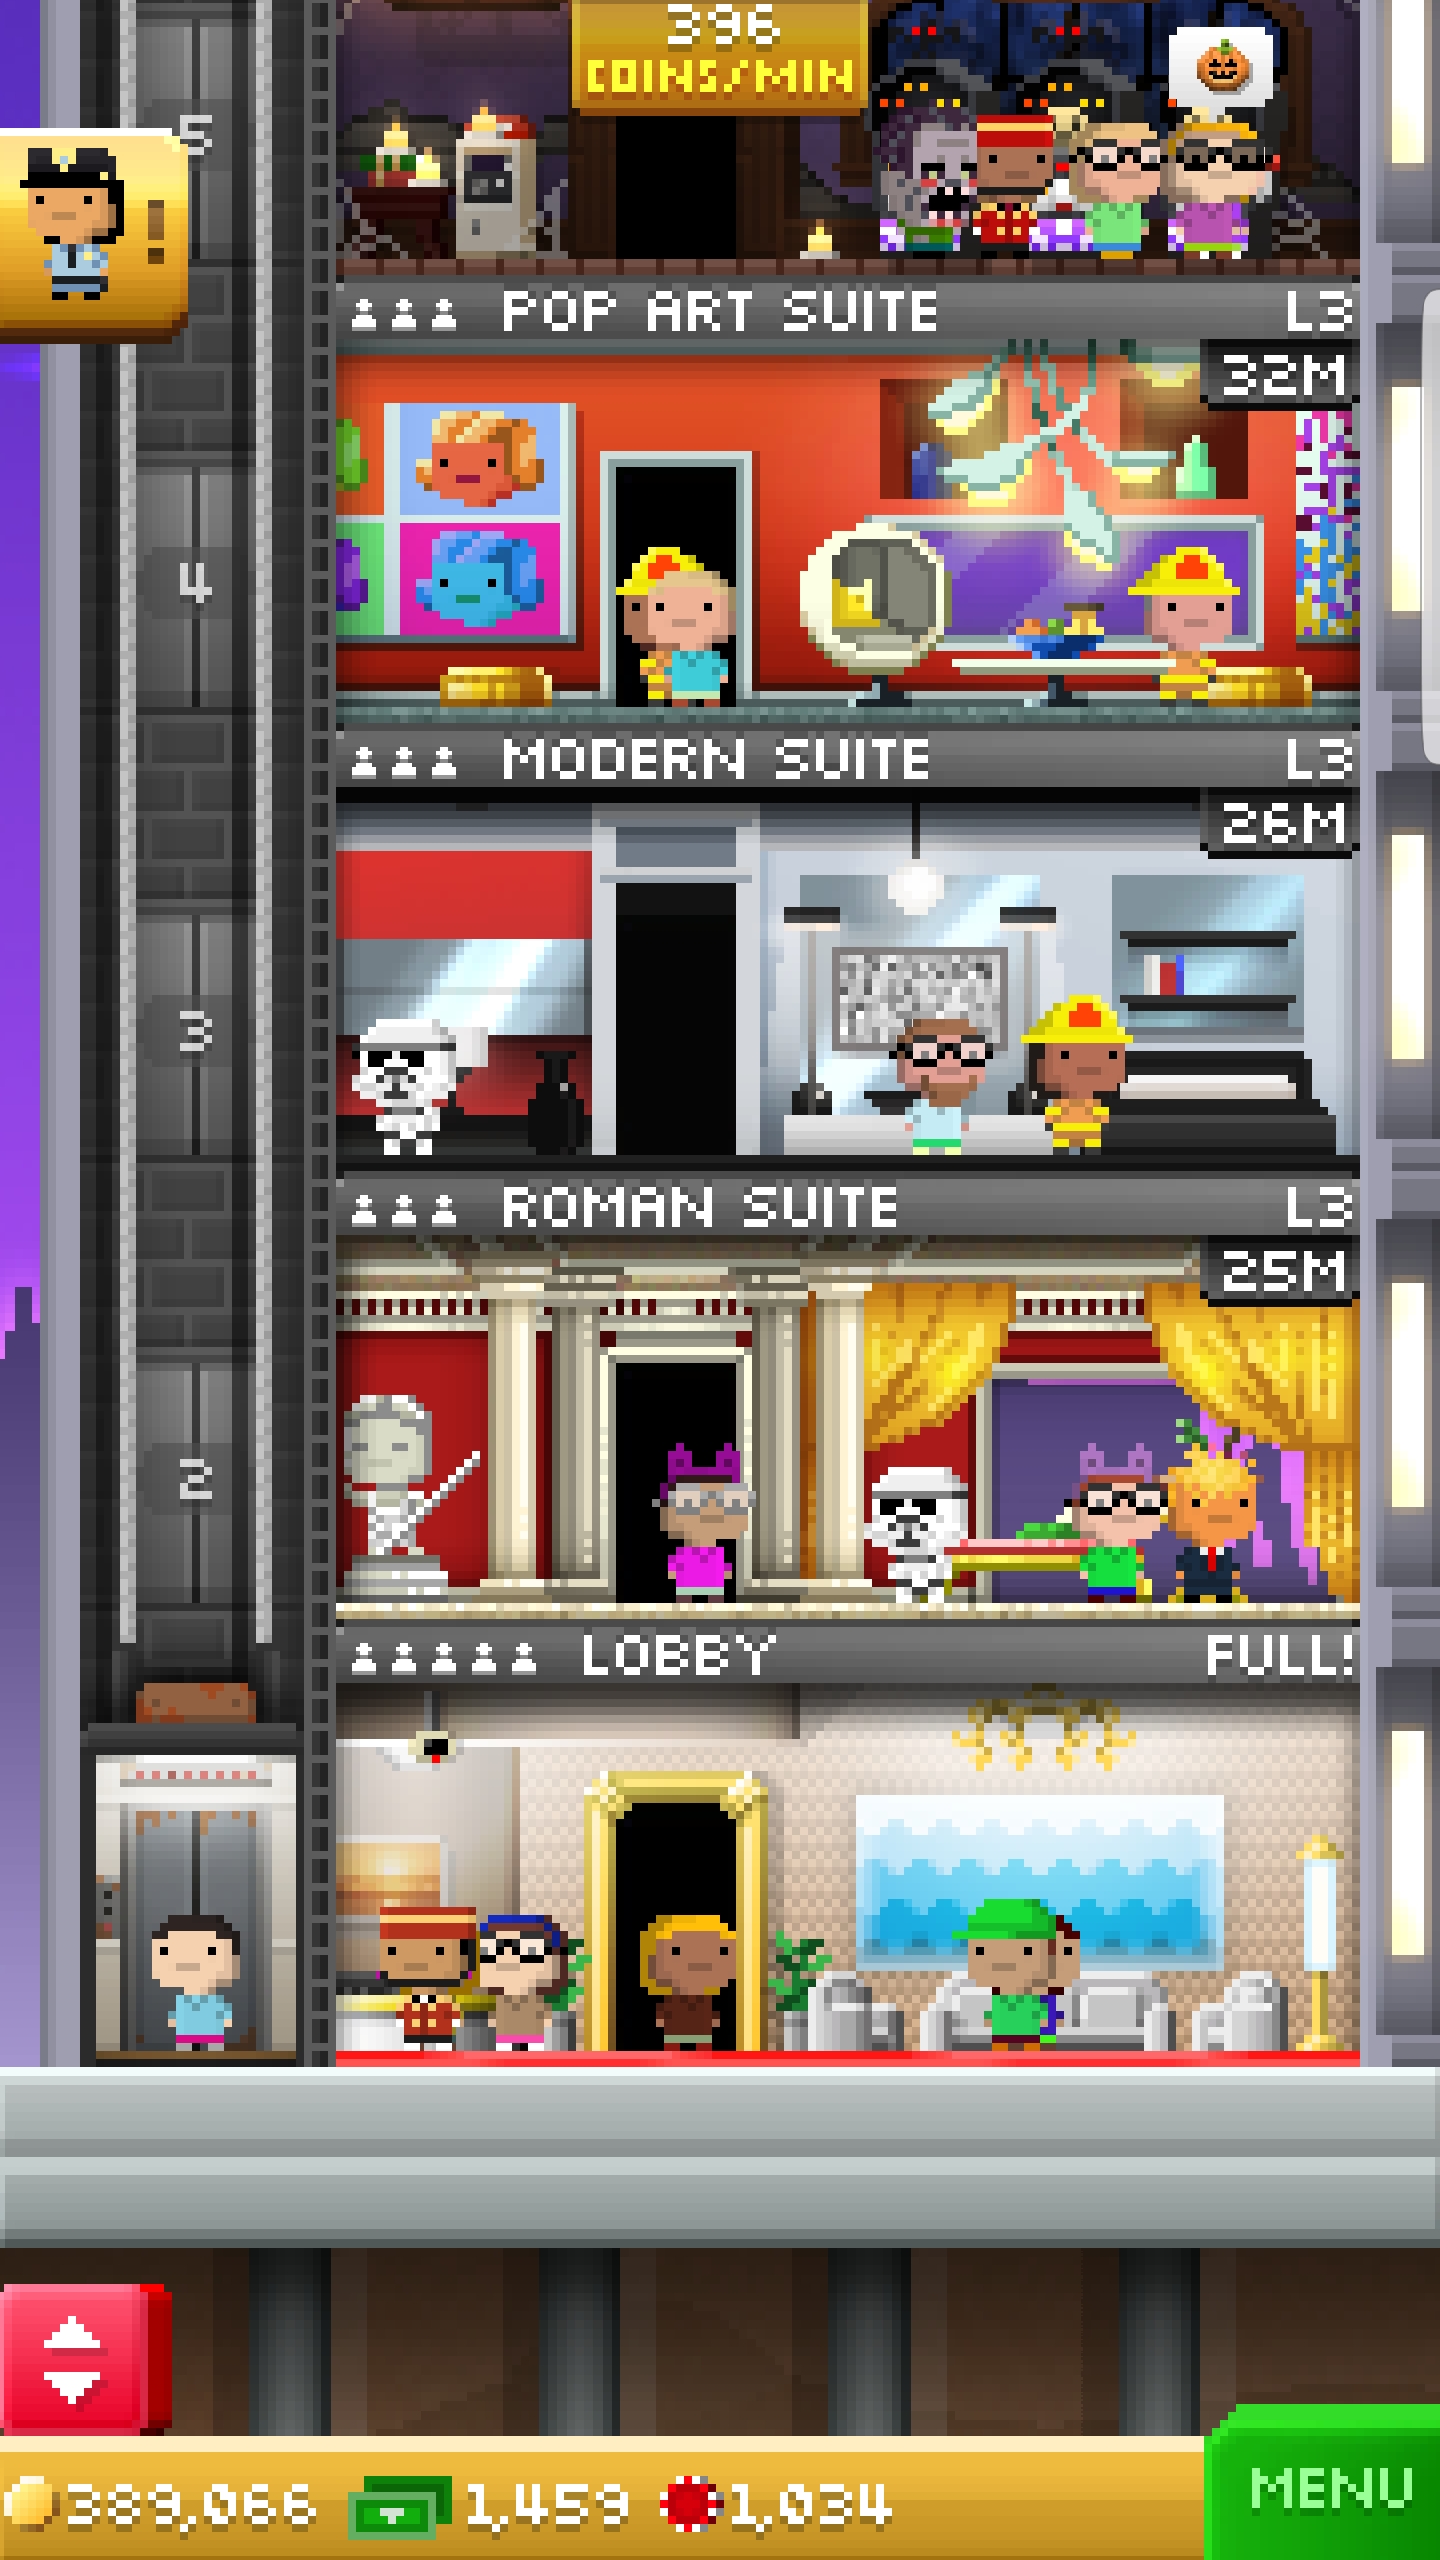 396
COINS/MIN
5
!
POP ART SUITE L3
32M
4
MODERN SUITE L3
26M
3
ROMAN SUITE L3
25M
2
LOBBY FULL!
389,066 1,459 1,034
MENU